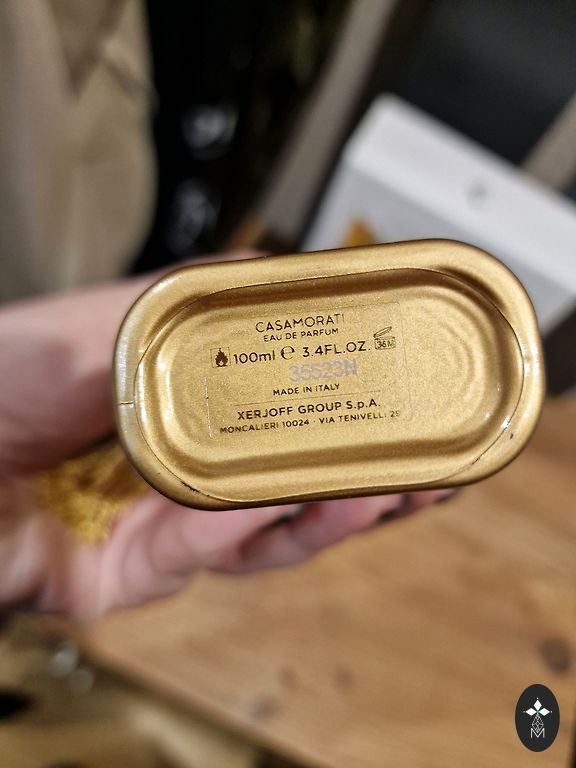 CASAMORATI
EAU DE PARFUM
100ml ℮ 3.4FL.OZ. 36M
35523N
MADE IN ITALY
XERJOFF GROUP S.p.A.
MONCALIERI 10024 · VIA TENIVELLI 29
M